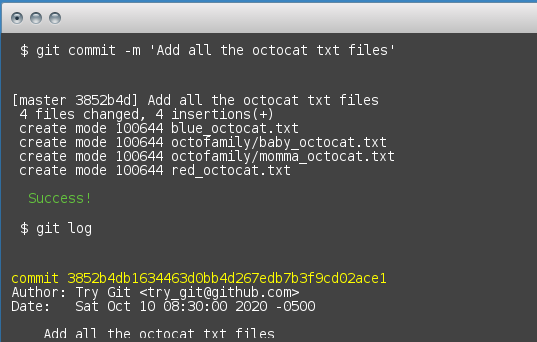 $ git commit -m 'Add all the octocat txt files'
[master 3852b4d] Add all the octocat txt files
4 files changed, 4 insertions(+)
create mode 100644 blue_octocat.txt
create mode 100644 octofamily/baby_octocat.txt
create mode 100644 octofamily/momma_octocat.txt
create mode 100644 red_octocat.txt
Success!
$ git log
commit 3852b4db1634463d0bb4d267edb7b3f9cd02ace1
Author: Try Git <try_git@github.com>
Date:   Sat Oct 10 08:30:00 2020 -0500
Add all the octocat txt files